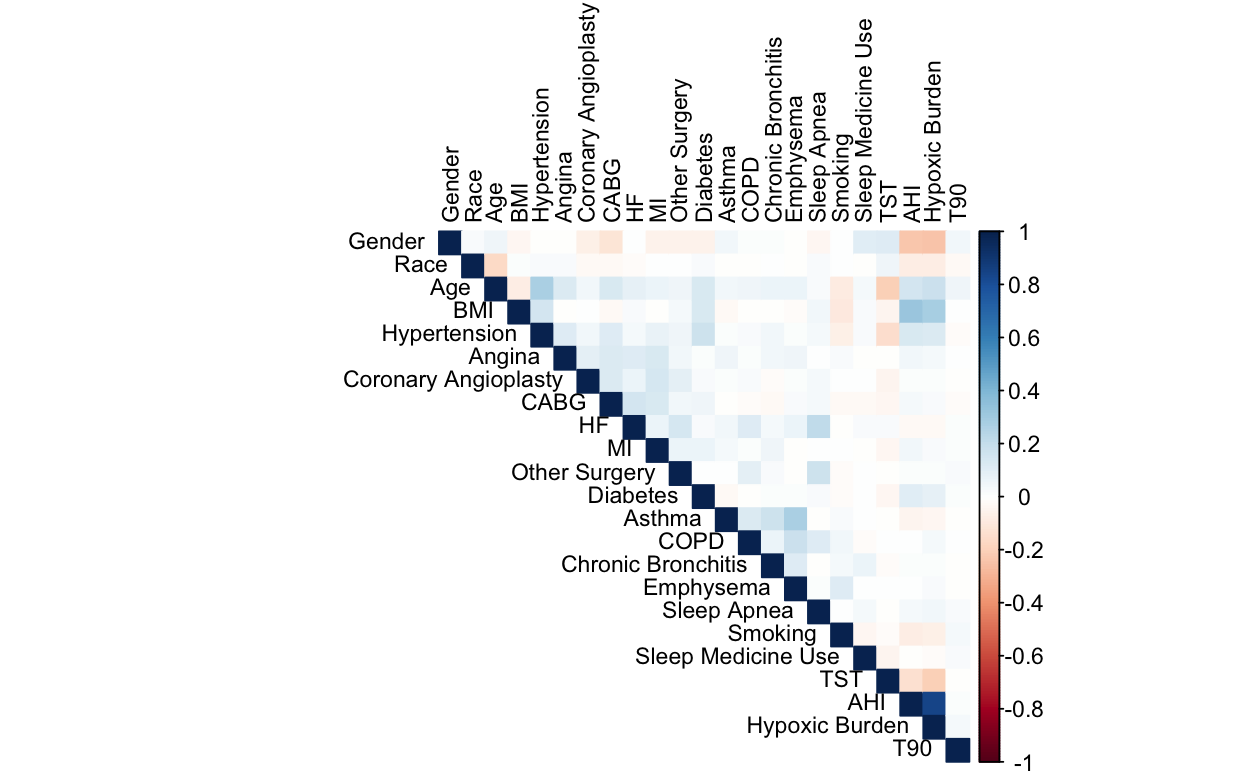 Gender
Race
Age
BMI
Hypertension
Angina
Coronary Angioplasty
CABG
HF
MI
Other Surgery
Diabetes
Asthma
COPD
Chronic Bronchitis
Emphysema
Sleep Apnea
Smoking
Sleep Medicine Use
TST
AHI
Hypoxic Burden
T90
Gender
Race
Age
BMI
Hypertension
Angina
Coronary Angioplasty
CABG
HF
MI
Other Surgery
Diabetes
Asthma
COPD
Chronic Bronchitis
Emphysema
Sleep Apnea
Smoking
Sleep Medicine Use
TST
AHI
Hypoxic Burden
T90
1
0.8
0.6
0.4
0.2
0
-0.2
-0.4
-0.6
-0.8
-1